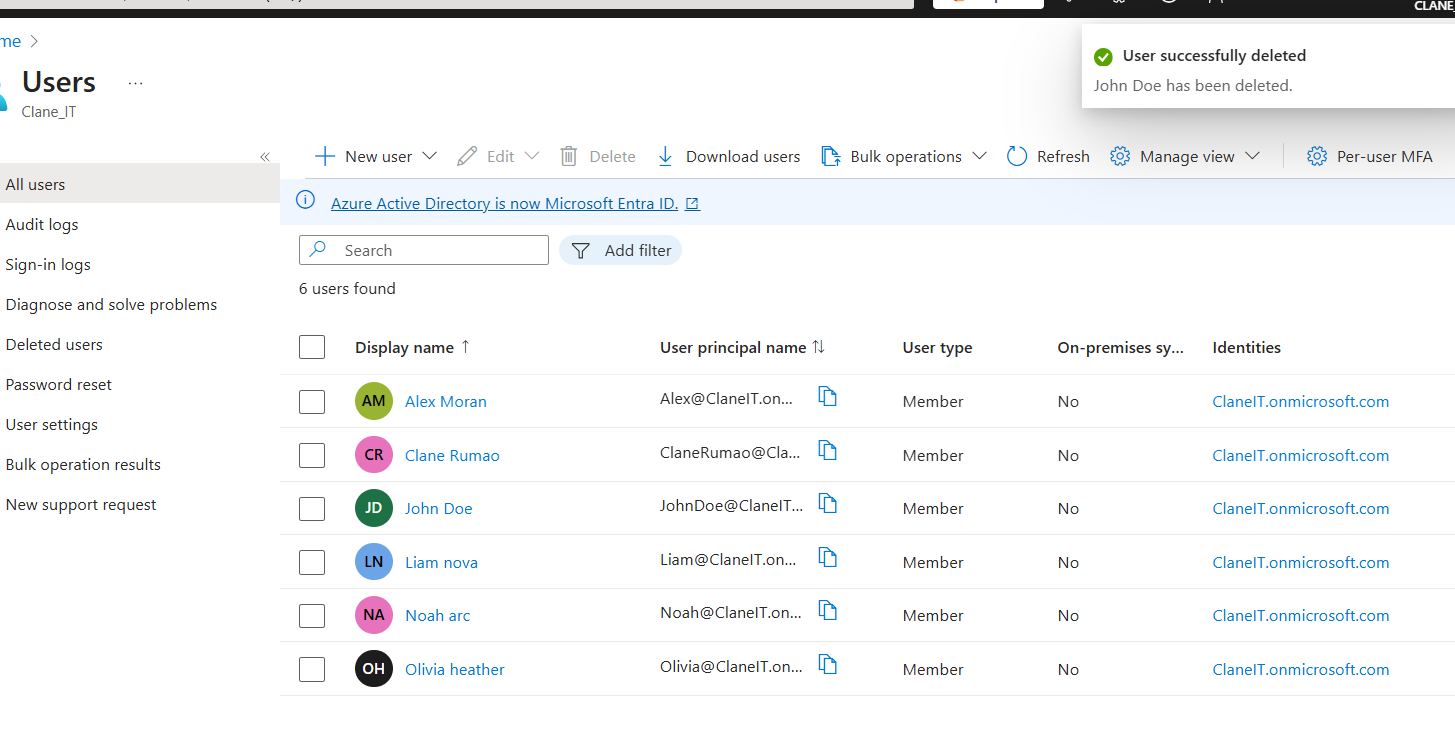 CLANE_
me
Users ...
Clane_IT
User successfully deleted
John Doe has been deleted.
«
New user Edit Delete Download users Bulk operations Refresh Manage view Per-user MFA
All users
Audit logs
Sign-in logs
Diagnose and solve problems
Deleted users
Password reset
User settings
Bulk operation results
New support request
Azure Active Directory is now Microsoft Entra ID.
Search Add filter
6 users found
Display name ↑ User principal name ↑↓ User type On-premises sy... Identities
AM Alex Moran Alex@ClaneIT.on... Member No ClaneIT.onmicrosoft.com
CR Clane Rumao ClaneRumao@Cla... Member No ClaneIT.onmicrosoft.com
JD John Doe JohnDoe@ClaneIT... Member No ClaneIT.onmicrosoft.com
LN Liam nova Liam@ClaneIT.on... Member No ClaneIT.onmicrosoft.com
NA Noah arc Noah@ClaneIT.on... Member No ClaneIT.onmicrosoft.com
OH Olivia heather Olivia@ClaneIT.on... Member No ClaneIT.onmicrosoft.com